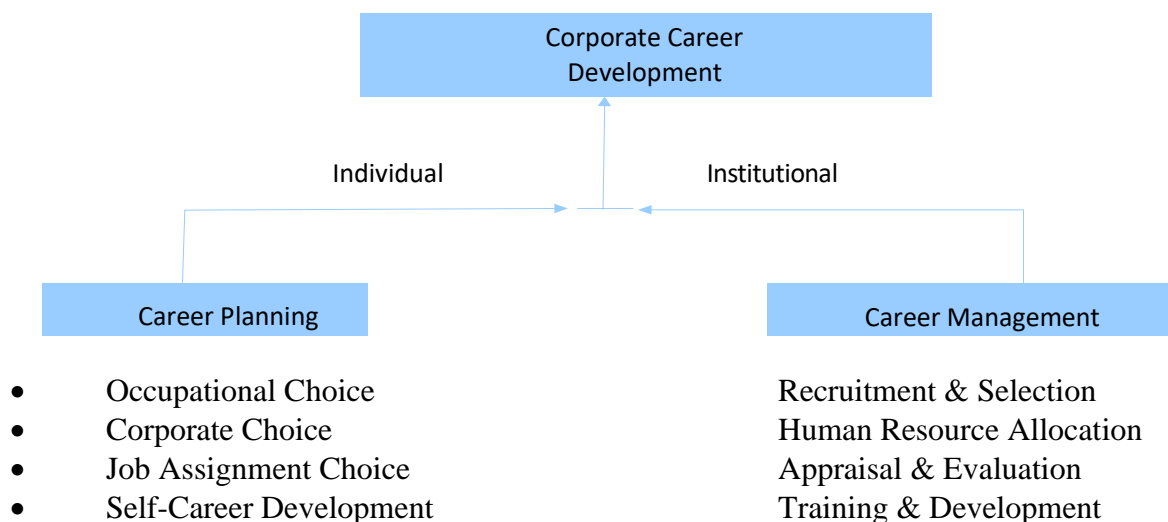 Corporate Career
Development
Individual
Institutional
Career Planning
Career Management
• Occupational Choice
• Corporate Choice
• Job Assignment Choice
• Self-Career Development
Recruitment & Selection
Human Resource Allocation
Appraisal & Evaluation
Training & Development